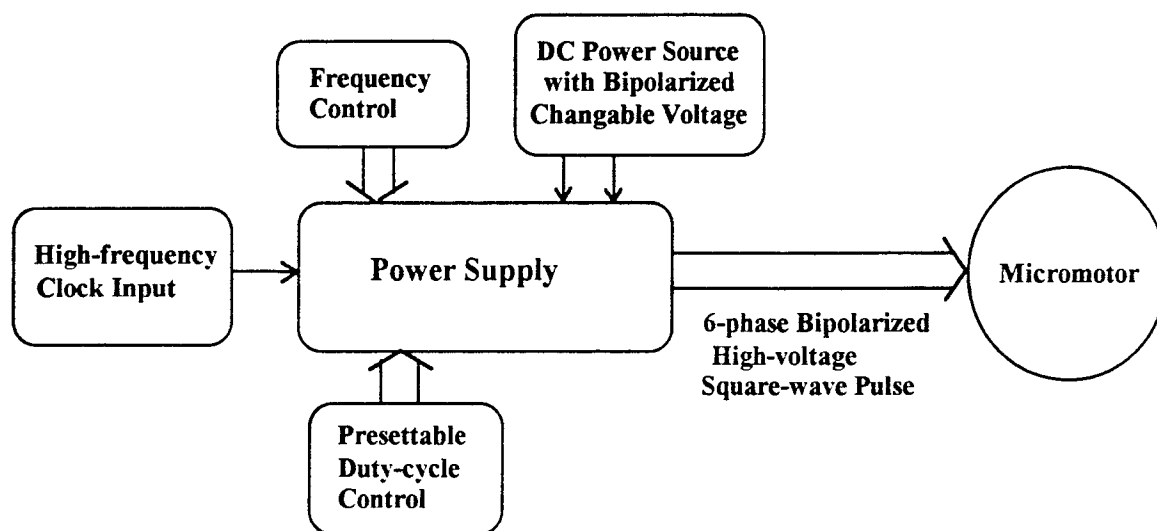 Frequency
Control
DC Power Source
with Bipolarized
Changable Voltage
High-frequency
Clock Input
Power Supply
Micromotor
6-phase Bipolarized
High-voltage
Square-wave Pulse
Presettable
Duty-cycle
Control